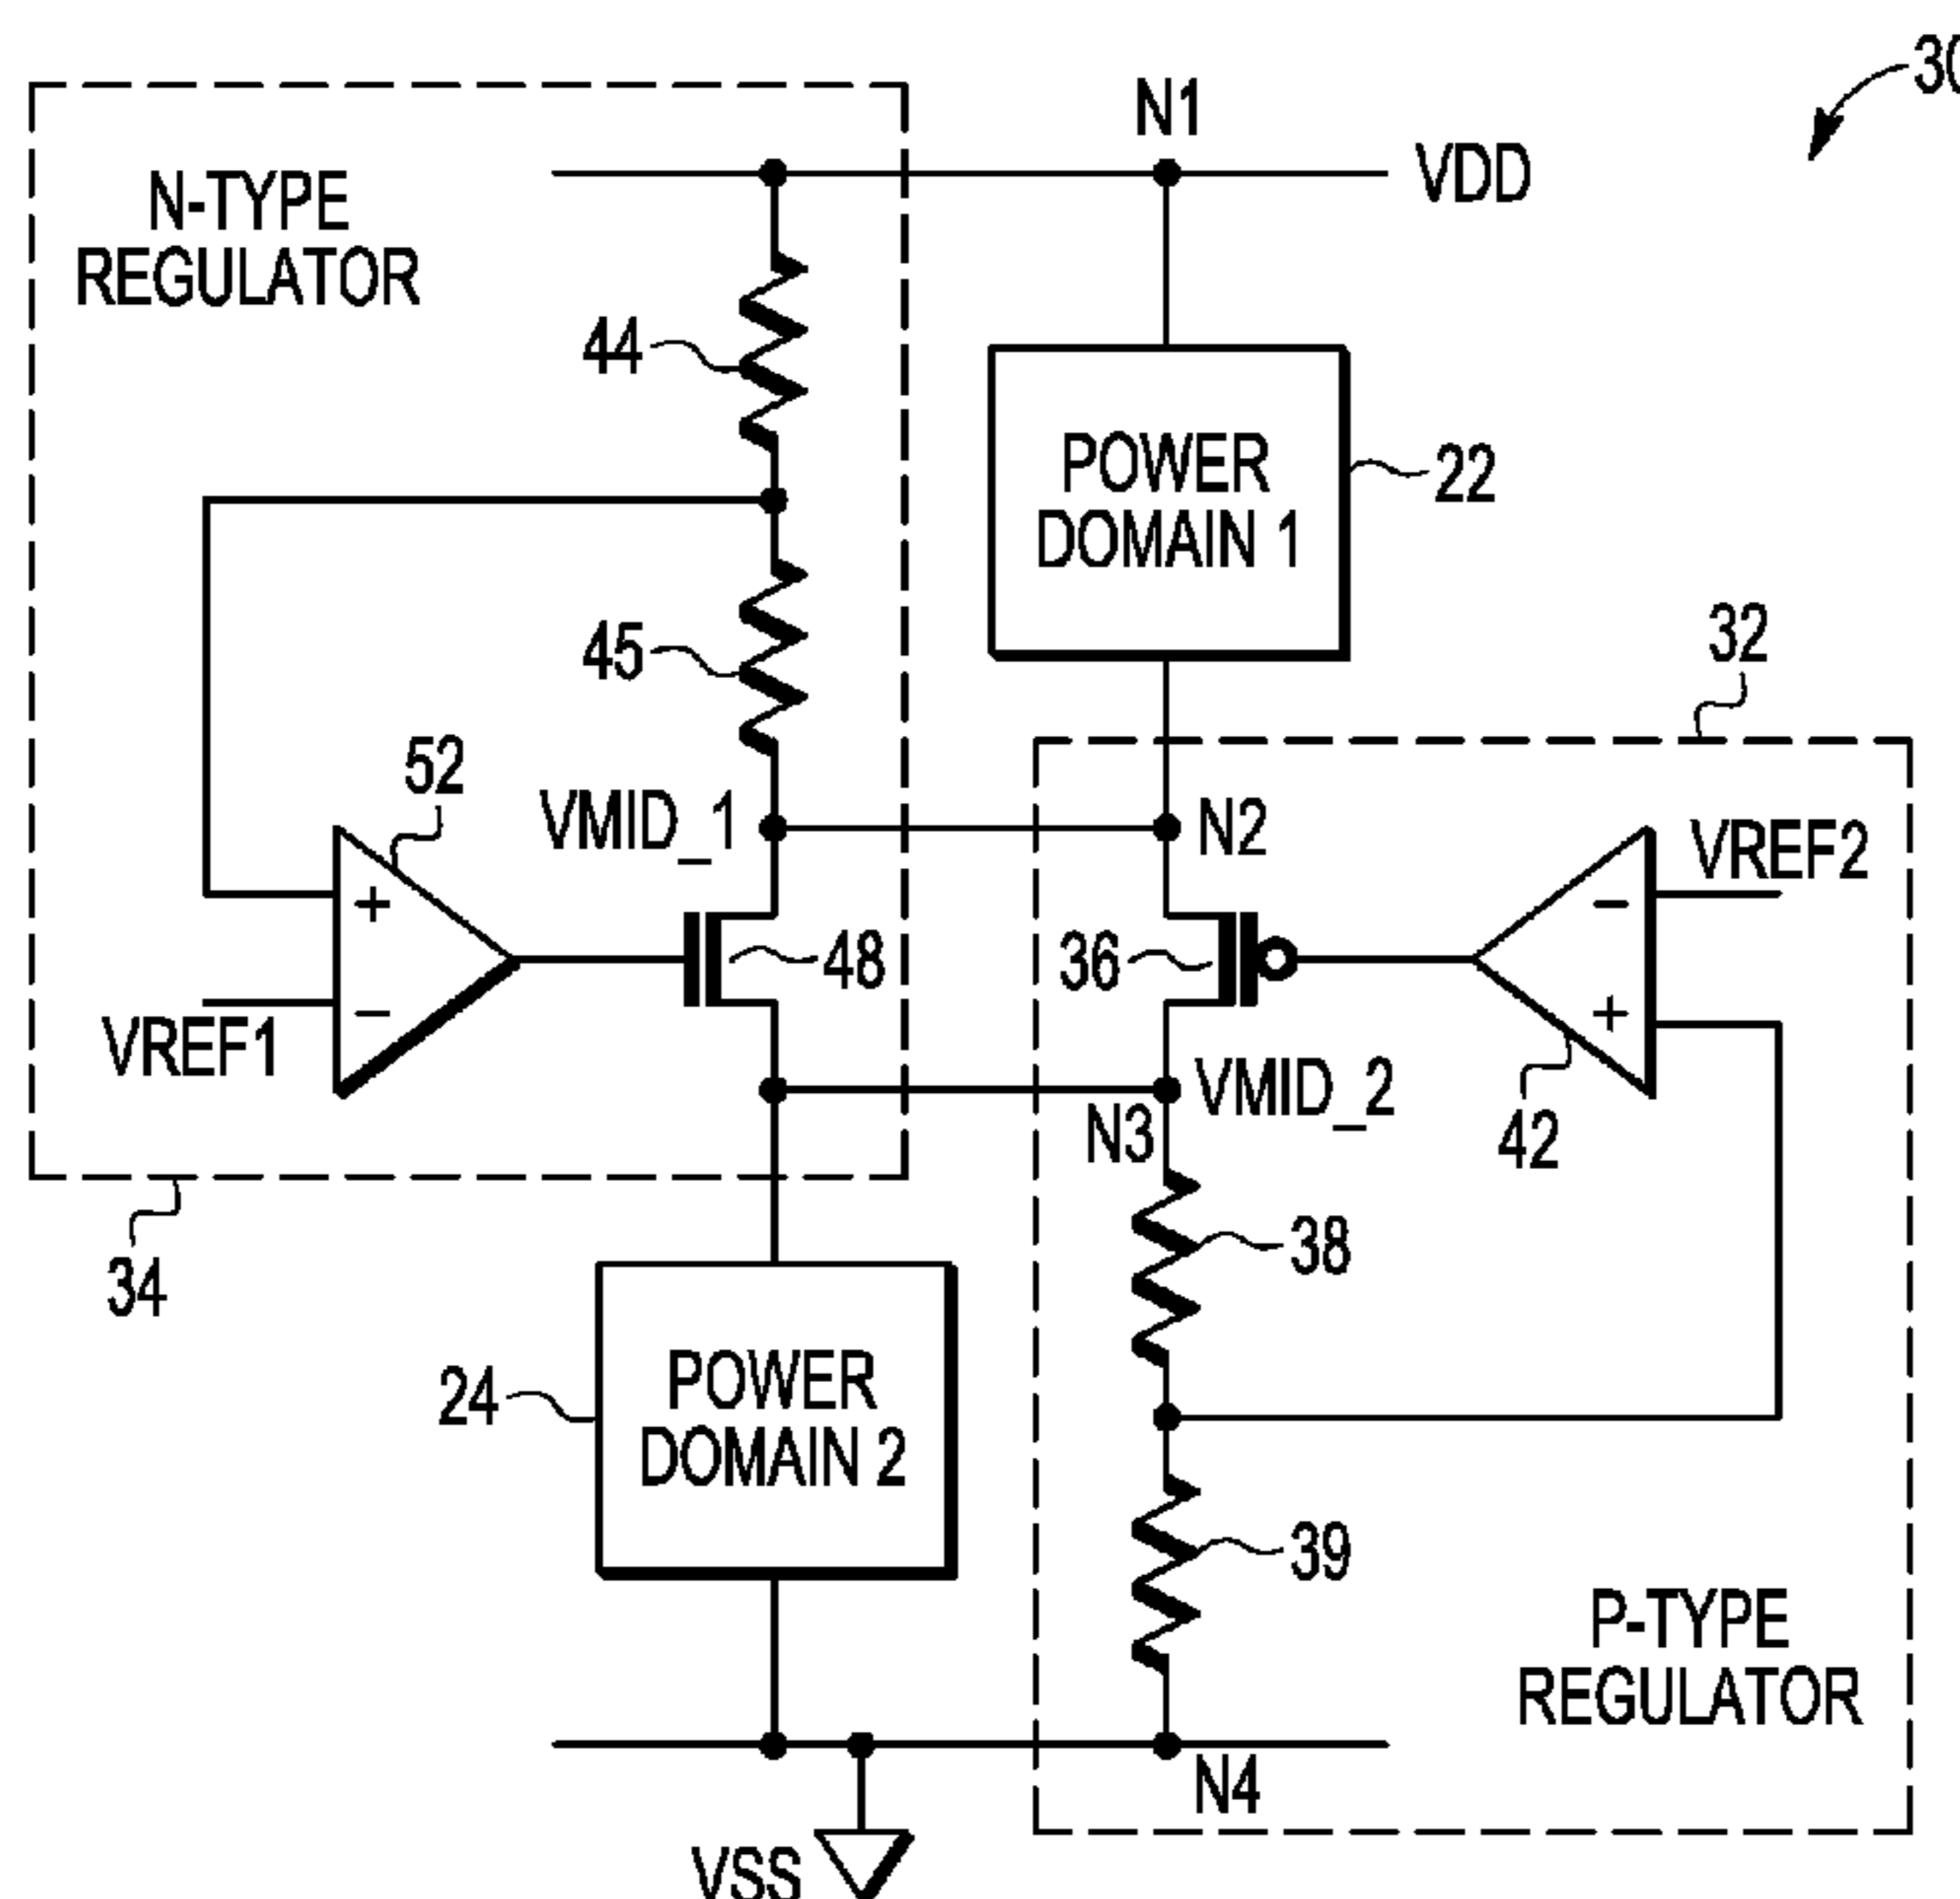 30
N1
VDD
N-TYPE
REGULATOR
44
POWER
DOMAIN 1
22
45
32
52
VMID_1
N2
VREF2
+
−
48
36
−
+
VREF1
VMID_2
N3
42
34
38
24
POWER
DOMAIN 2
39
P-TYPE
REGULATOR
N4
VSS